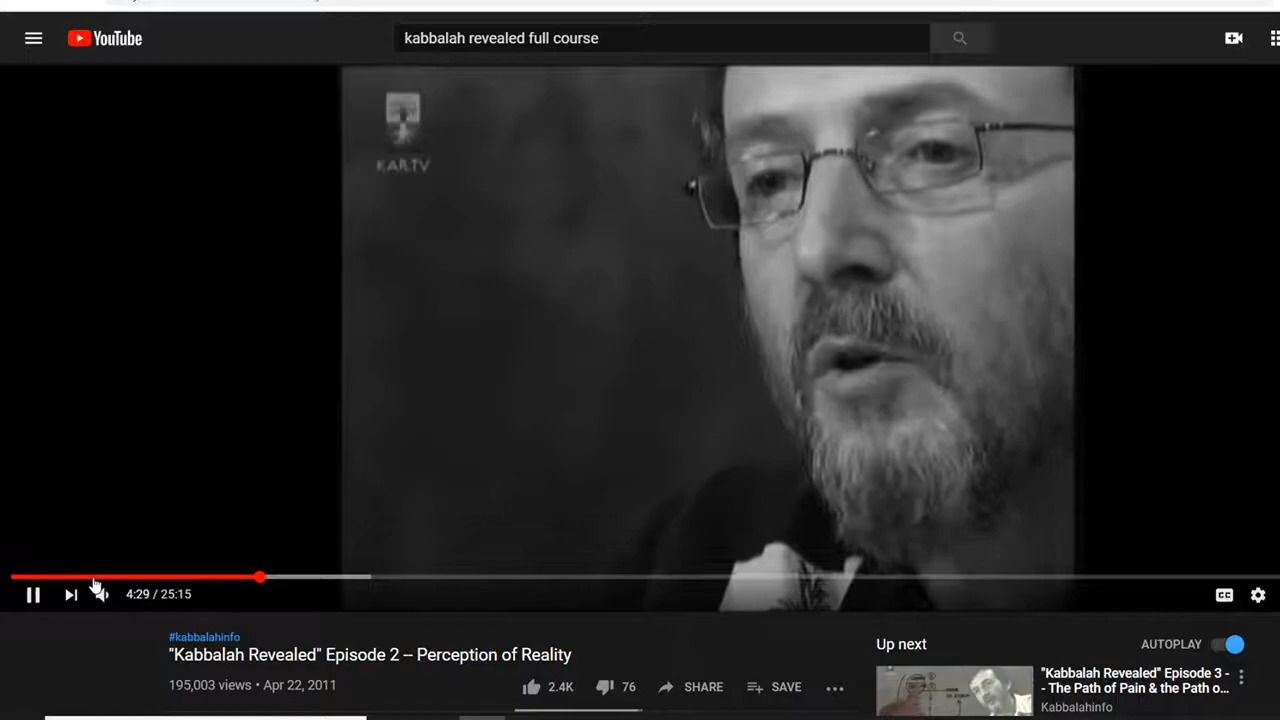 YouTube
kabbalah revealed full course
KAB.TV
4:29 / 25:15
CC
#kabbalahinfo
"Kabbalah Revealed" Episode 2 -- Perception of Reality
195,003 views • Apr 22, 2011
2.4K
76
SHARE
SAVE
Up next
AUTOPLAY
"Kabbalah Revealed" Episode 3 -
- The Path of Pain & the Path o...
Kabbalahinfo